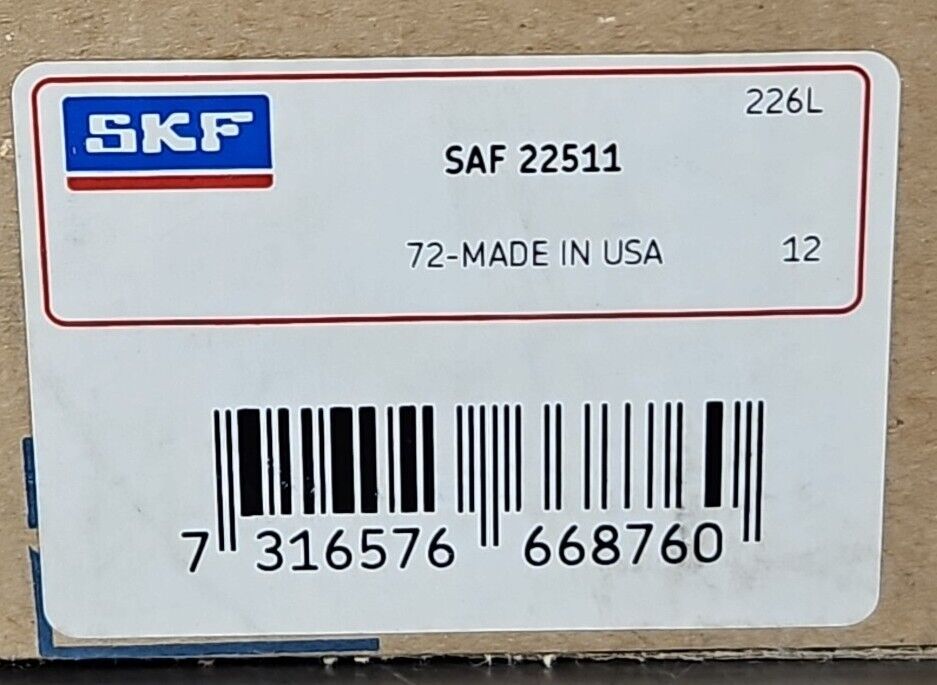 SKF
226L
SAF 22511
72-MADE IN USA 12
7 316576 668760